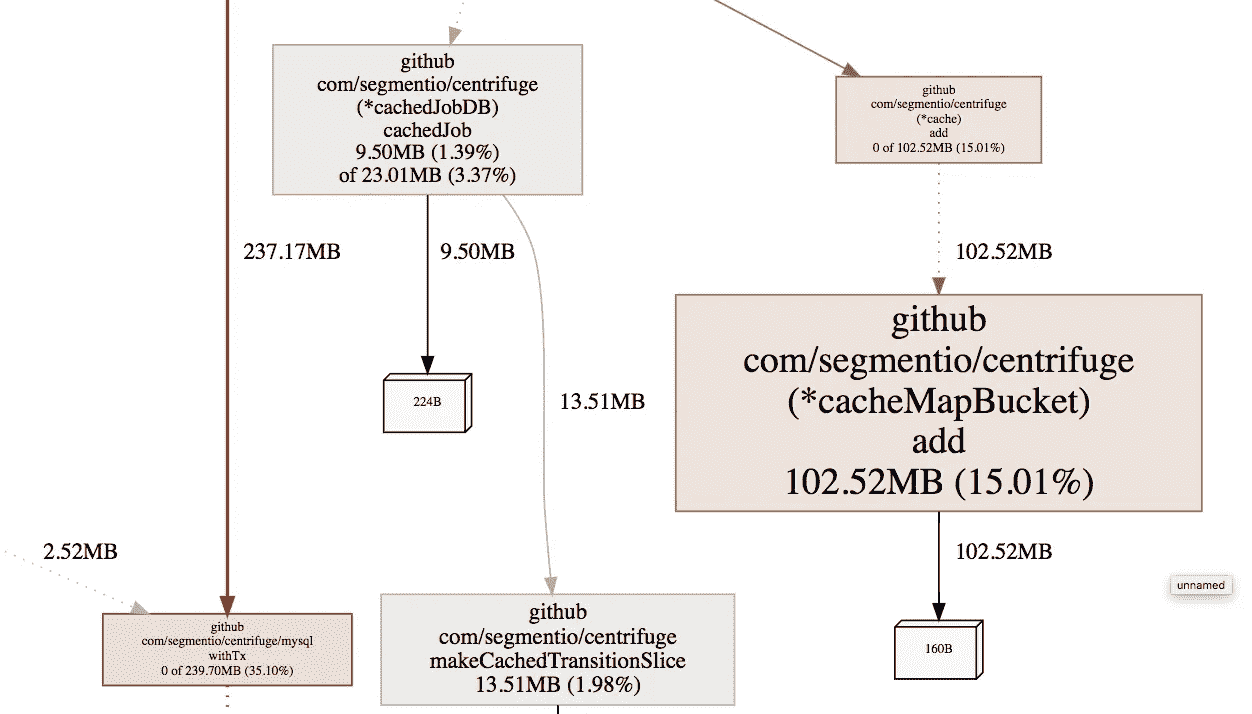 github
com/segmentio/centrifuge
(*cachedJobDB)
cachedJob
9.50MB (1.39%)
of 23.01MB (3.37%)
github
com/segmentio/centrifuge
(*cache)
add
0 of 102.52MB (15.01%)
237.17MB
9.50MB
102.52MB
224B
13.51MB
github
com/segmentio/centrifuge
(*cacheMapBucket)
add
102.52MB (15.01%)
2.52MB
102.52MB
unnamed
github
com/segmentio/centrifuge/mysql
withTx
0 of 239.70MB (35.10%)
github
com/segmentio/centrifuge
makeCachedTransitionSlice
13.51MB (1.98%)
160B